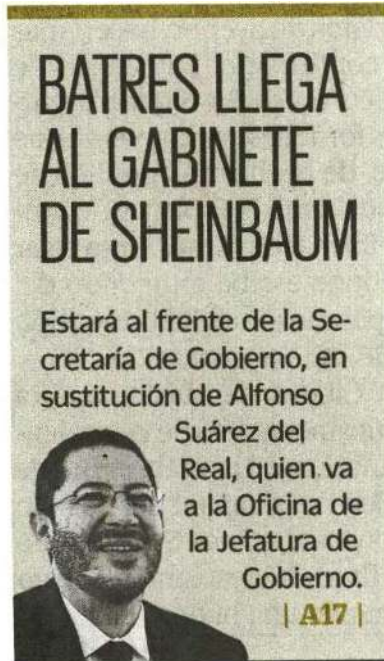 BATRES LLEGA
AL GABINETE
DE SHEINBAUM
Estará al frente de la Se-
cretaría de Gobierno, en
sustitución de Alfonso
Suárez del
Real, quien va
a la Oficina de
la Jefatura de
Gobierno.
| A17 |